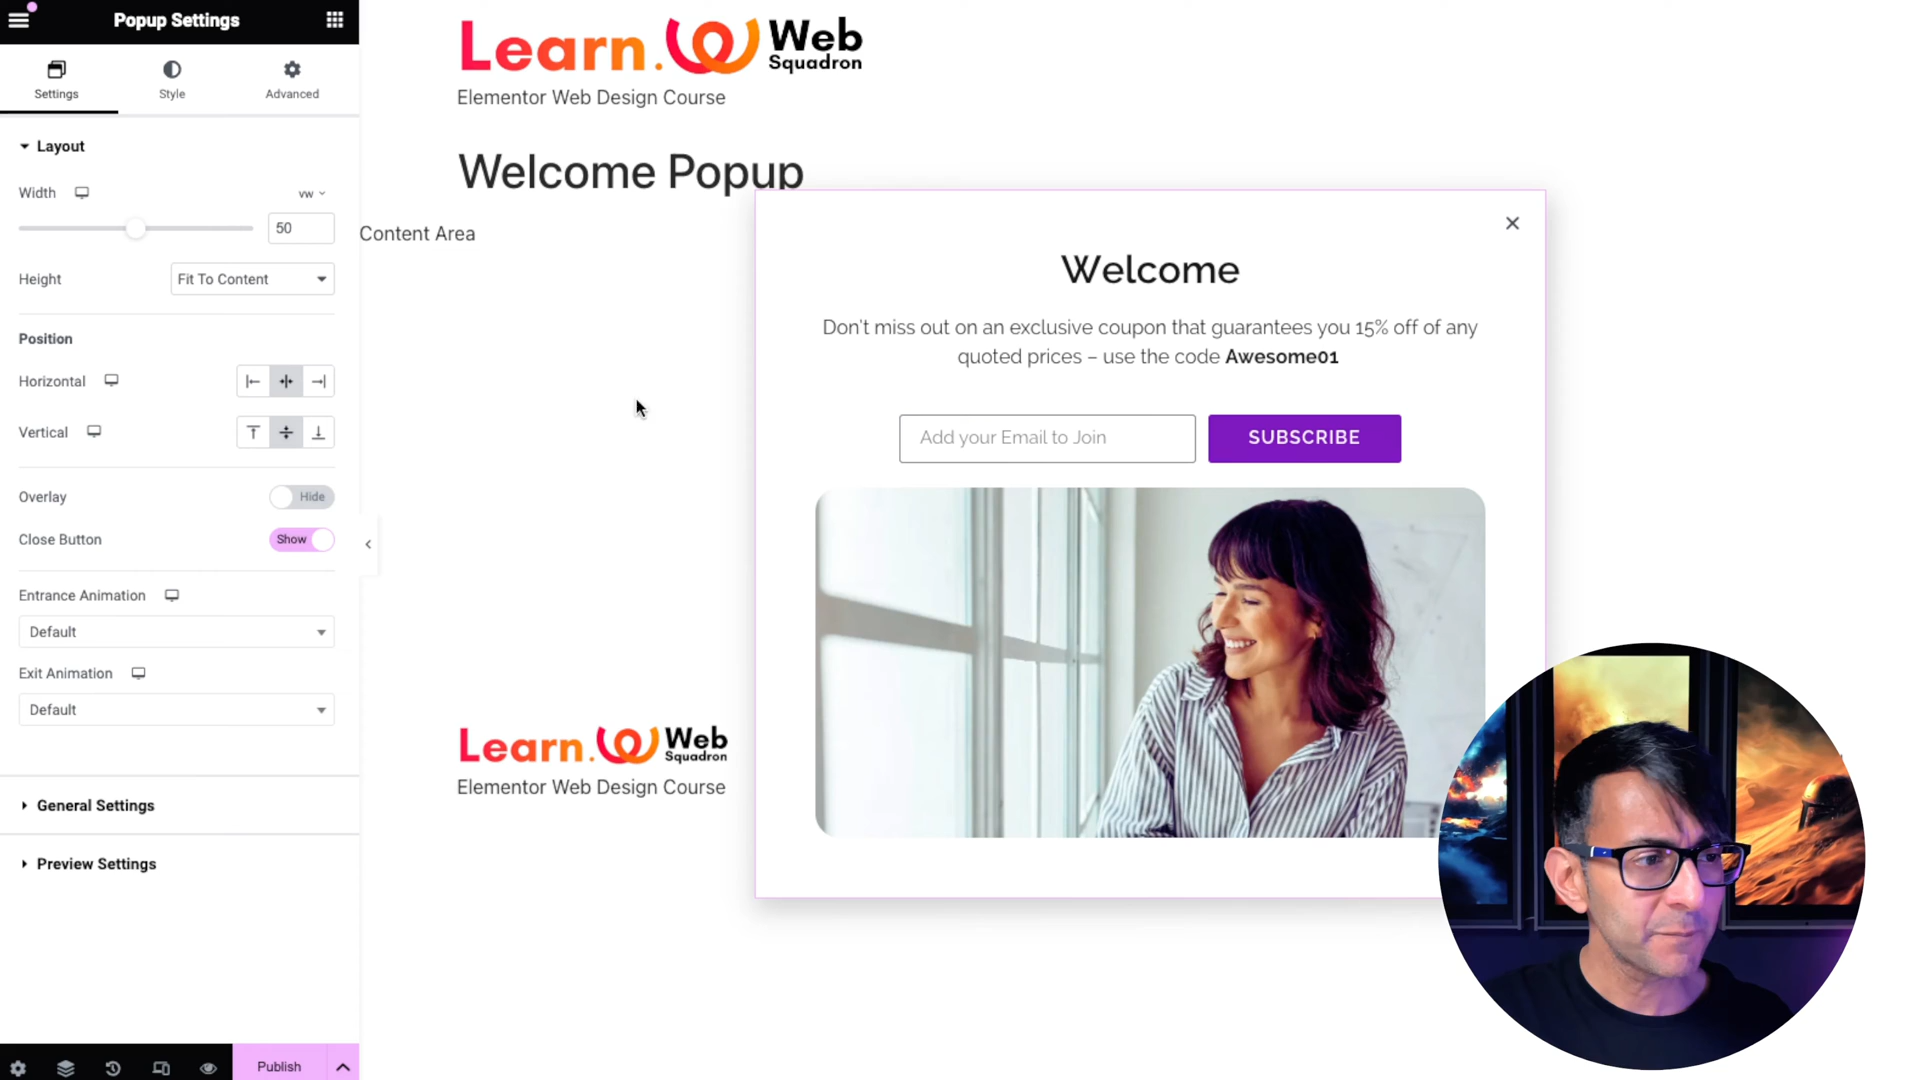 Popup Settings
Settings
Style
Advanced
Layout
Width
vw
50
Height
Fit To Content
Position
Horizontal
Vertical
Overlay
Hide
Close Button
Show
Entrance Animation
Default
Exit Animation
Default
General Settings
Preview Settings
Publish
Learn.
Web
Squadron
Elementor Web Design Course
Welcome Popup
Content Area
Welcome
Don't miss out on an exclusive coupon that guarantees you 15% off of any
quoted prices – use the code Awesome01
Add your Email to Join
SUBSCRIBE
Learn.
Web
Squadron
Elementor Web Design Course